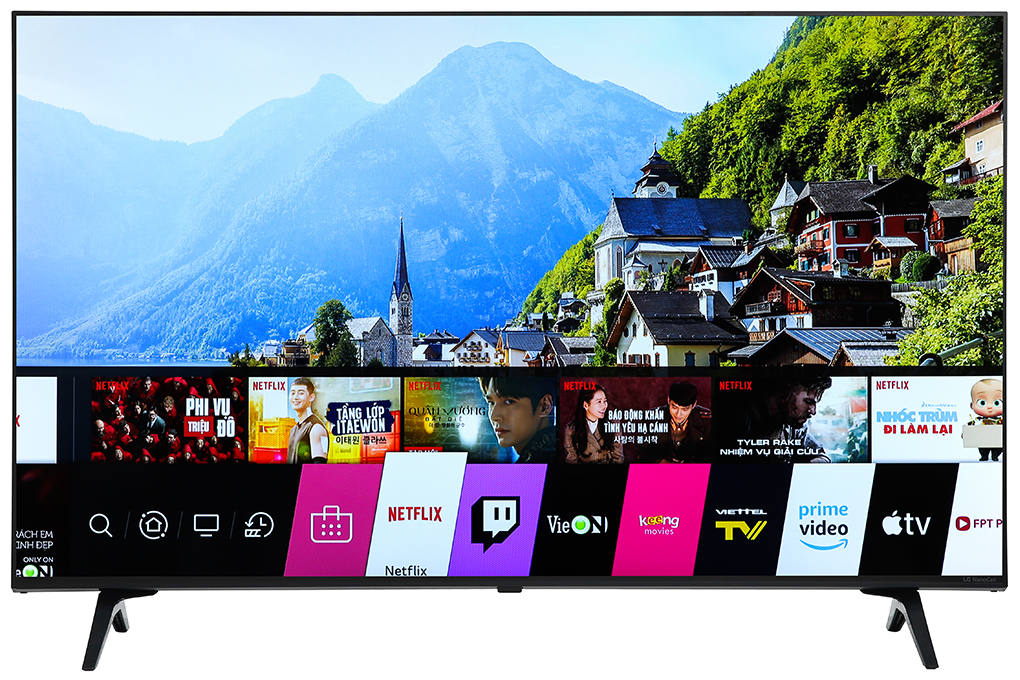 NETFLIX
PHI VỤ
TRIỆU ĐÔ
NETFLIX
TẦNG LỚP
ITAEWON
이태원 클라쓰
NETFLIX
QUÂN VƯƠNG
BẤT DIỆT
NETFLIX
BÁO ĐỘNG KHẨN
TÌNH YÊU HẠ CÁNH
사랑의 불시착
NETFLIX
TYLER RAKE
NHIỆM VỤ GIẢI CỨU
NETFLIX
NHÓC TRÙM
ĐI LÀM LẠI
ONLY ON
NETFLIX
Netflix
VieON
keeng
movies
VIETTEL
TV
prime
video
tv
FPT P
LG NanoCell